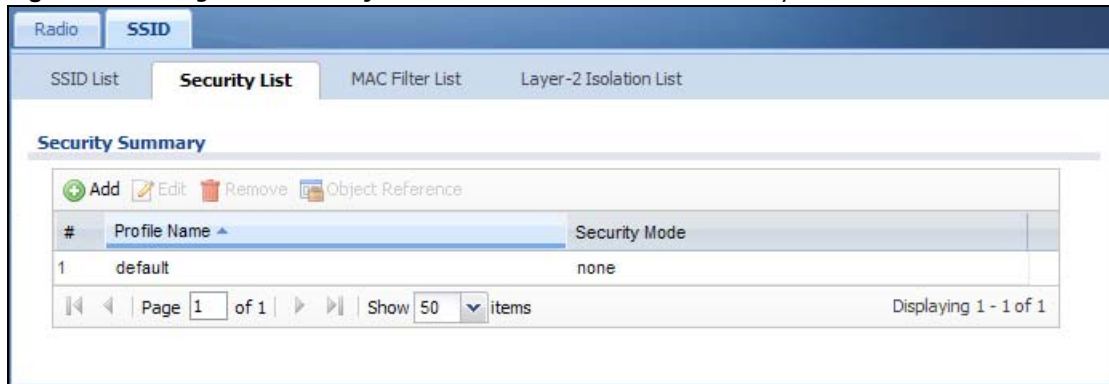 Radio SSID
SSID List Security List MAC Filter List Layer-2 Isolation List
Security Summary
Add Edit Remove Object Reference
# Profile Name Security Mode
1 default none
Page 1 of 1 Show 50 items Displaying 1 - 1 of 1